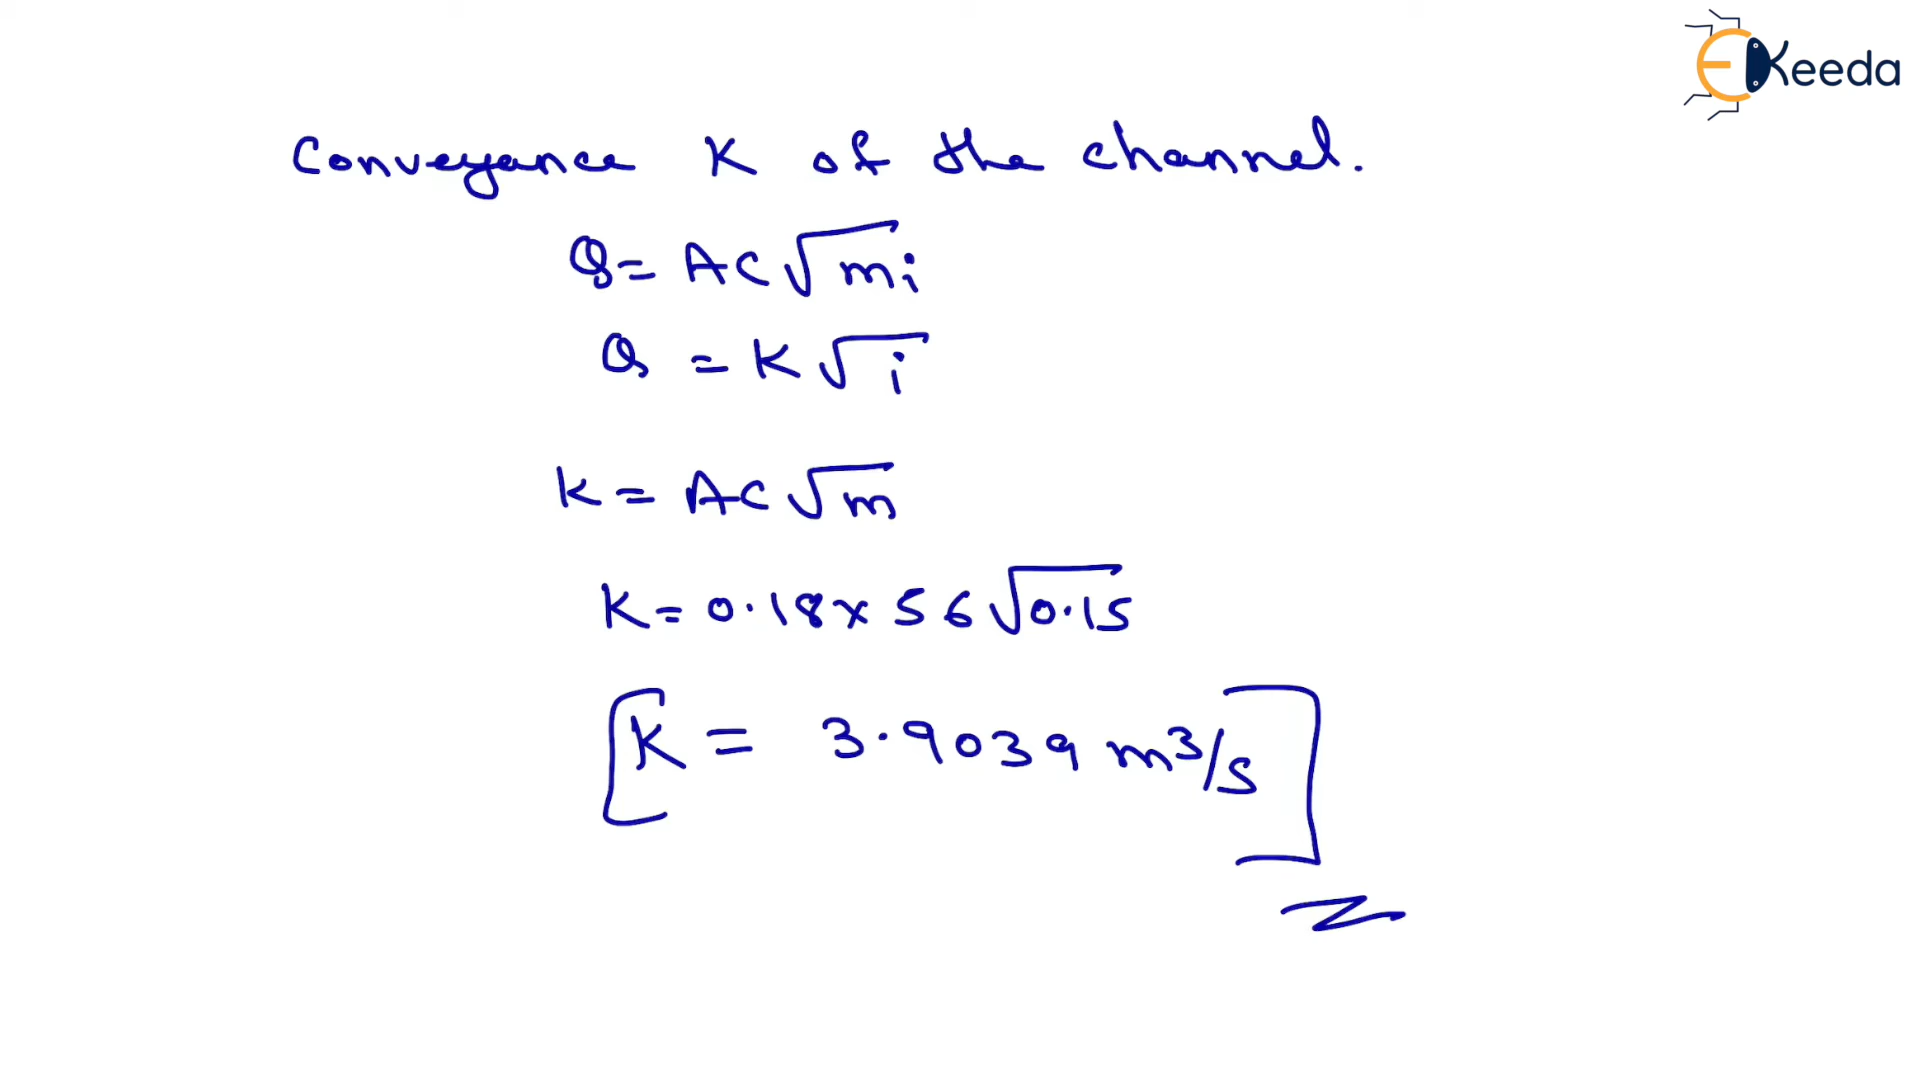 EKeeda
Conveyance K of the channel.
Q = AC√mi
Q = K√i
K = AC√m
K = 0.18 × 56 √0.15
K = 3.9039 m³/s